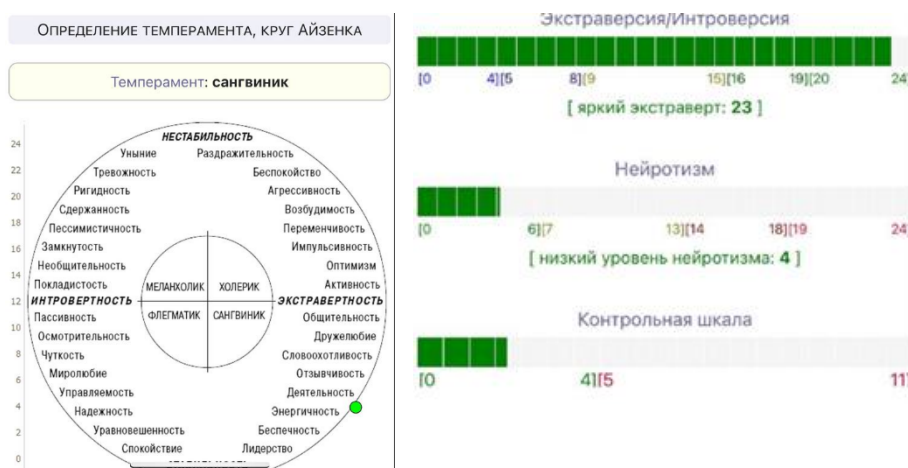 Определение темперамента, круг Айзенка
Темперамент: сангвиник
НЕСТАБИЛЬНОСТЬ
24
Уныние Раздражительность
22
Тревожность Беспокойство
20
Ригидность Агрессивность
Сдержанность Возбудимость
18
Пессимистичность Переменчивость
16
Замкнутость Импульсивность
14
Необщительность Оптимизм
Покладистость МЕЛАНХОЛИК ХОЛЕРИК Активность
12
ИНТРОВЕРТНОСТЬ ЭКСТРАВЕРТНОСТЬ
Пассивность ФЛЕГМАТИК САНГВИНИК Общительность
10
Осмотрительность Дружелюбие
8
Чуткость Словоохотливость
Миролюбие Отзывчивость
6
Управляемость Деятельность
4
Надежность Энергичность
2
Уравновешенность Беспечность
Спокойствие Лидерство
0
Экстраверсия/Интроверсия
[0 4][5 8][9 15][16 19][20 24]
[ яркий экстраверт: 23 ]
Нейротизм
[0 6][7 13][14 18][19 24]
[ низкий уровень нейротизма: 4 ]
Контрольная шкала
[0 4][5 11]